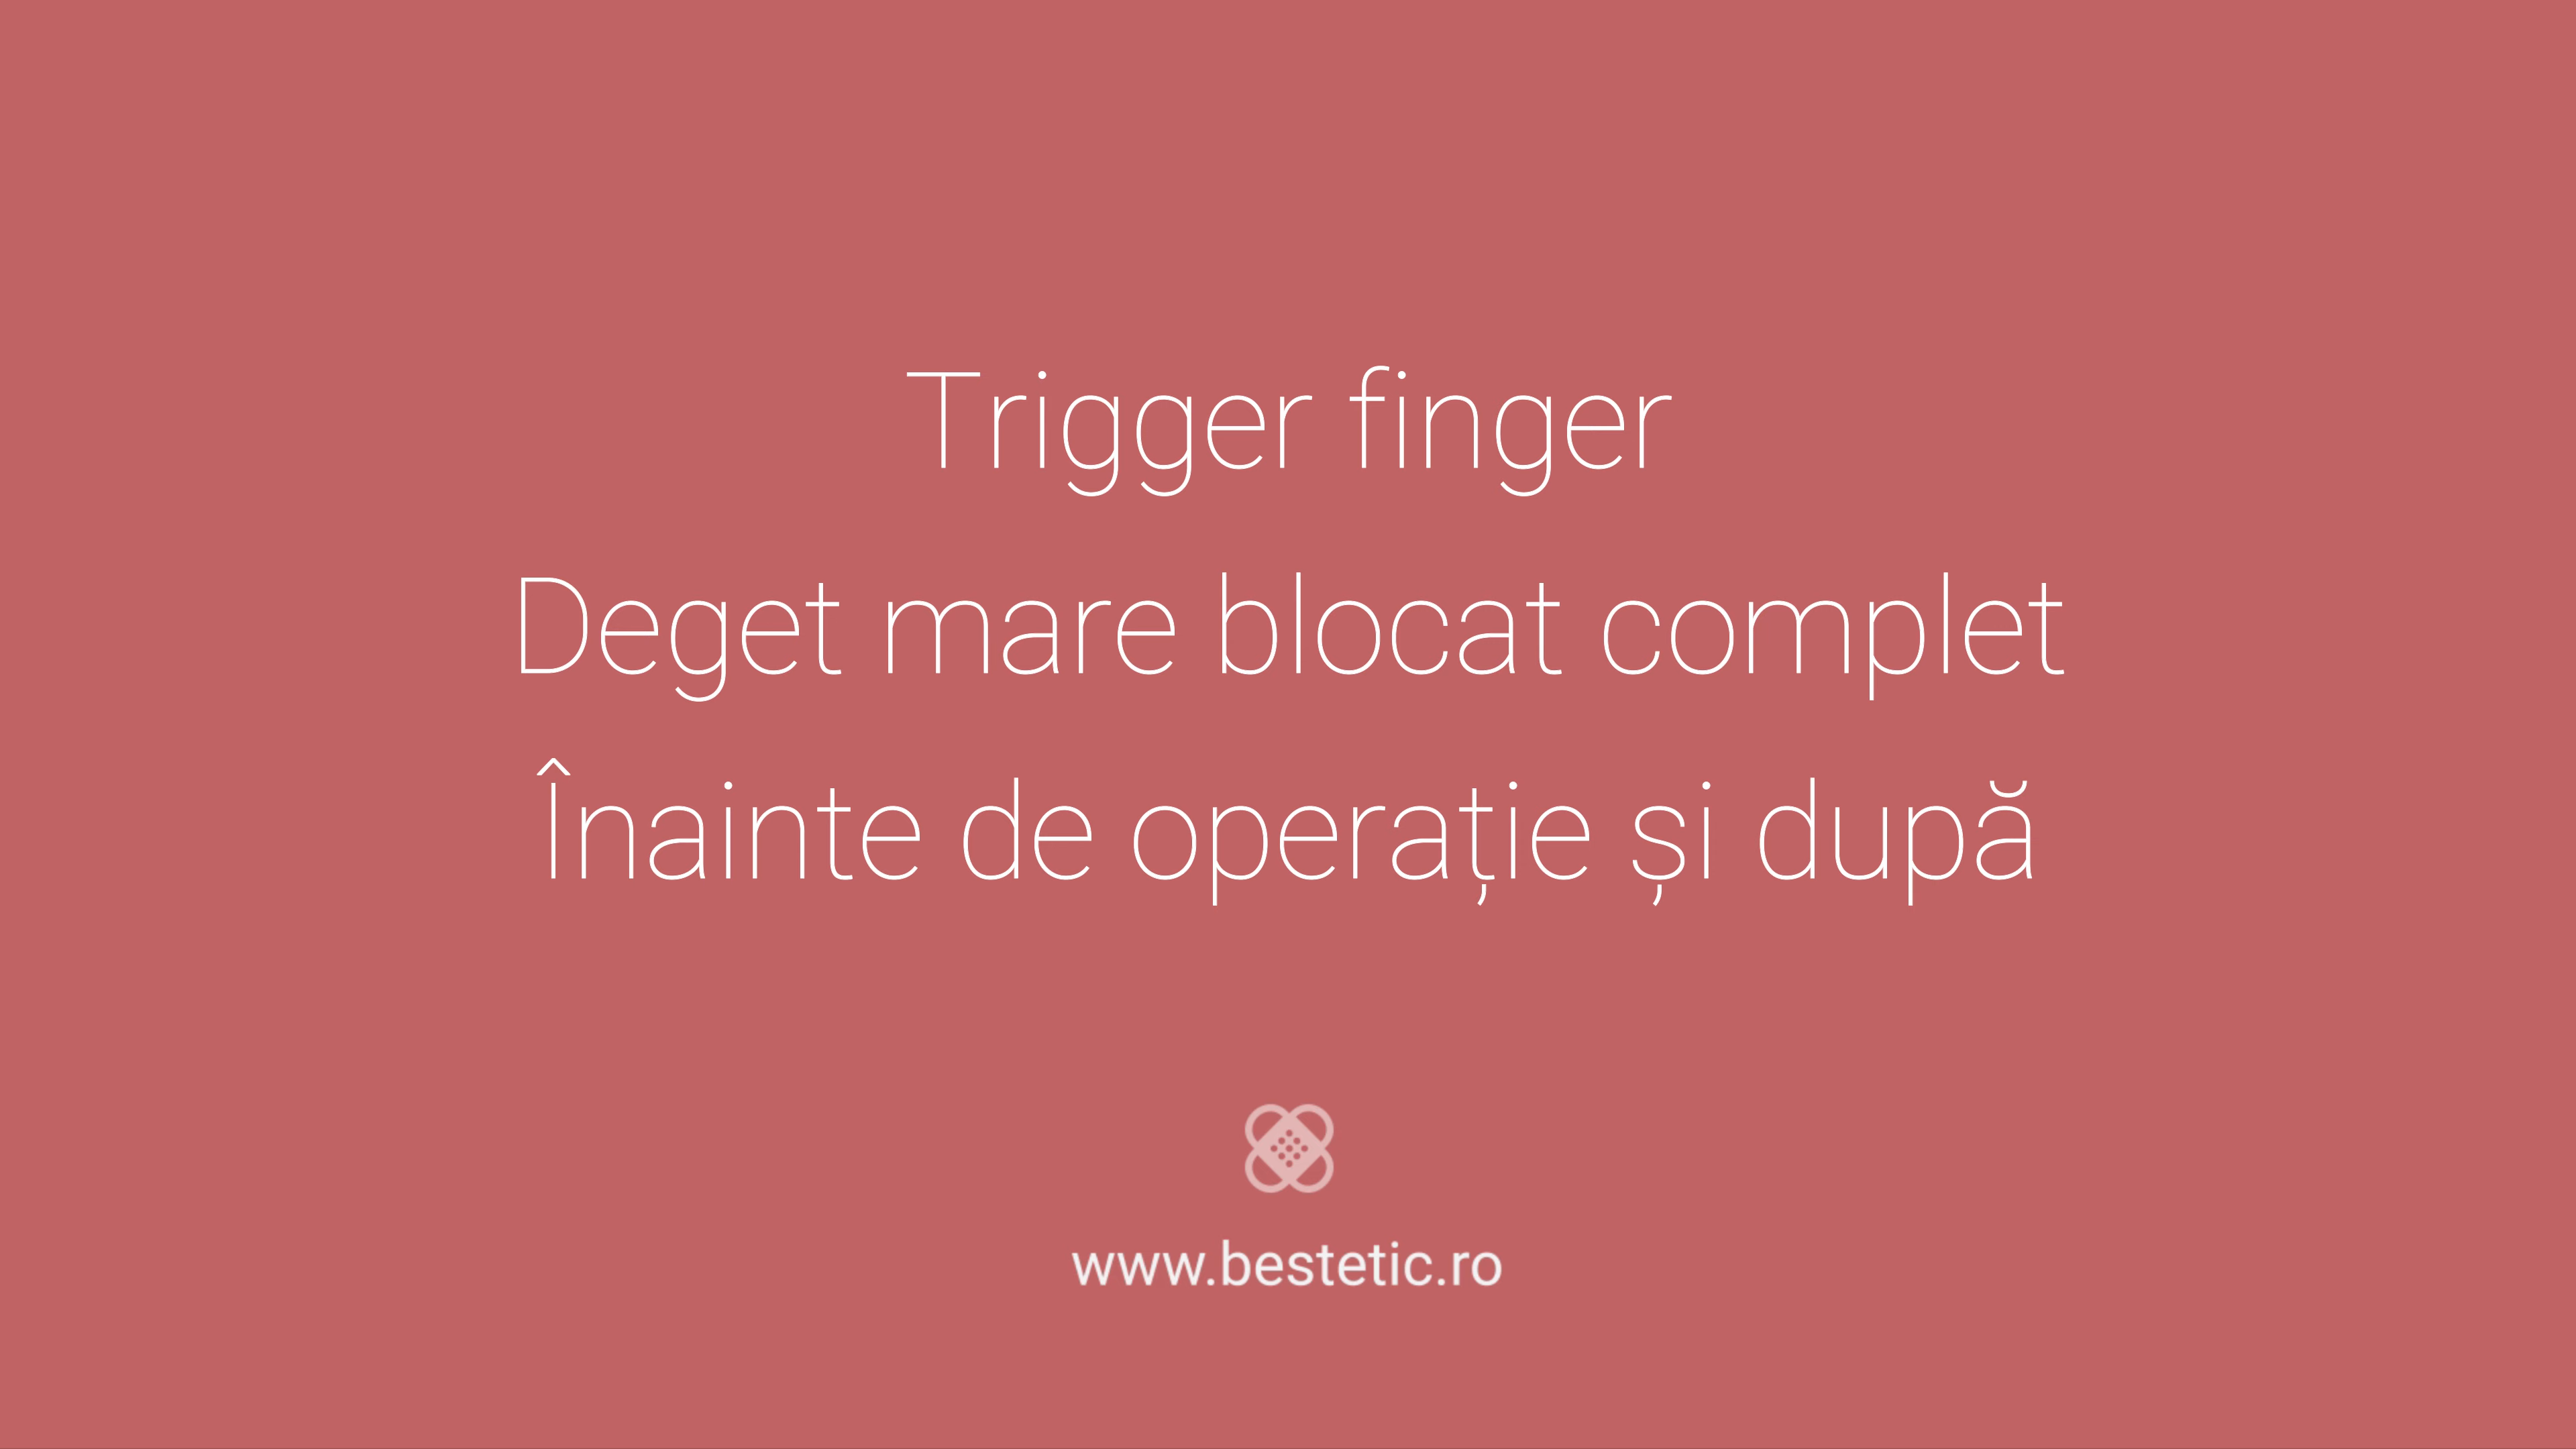 Trigger finger
Deget mare blocat complet
Înainte de operație și după
www.bestetic.ro